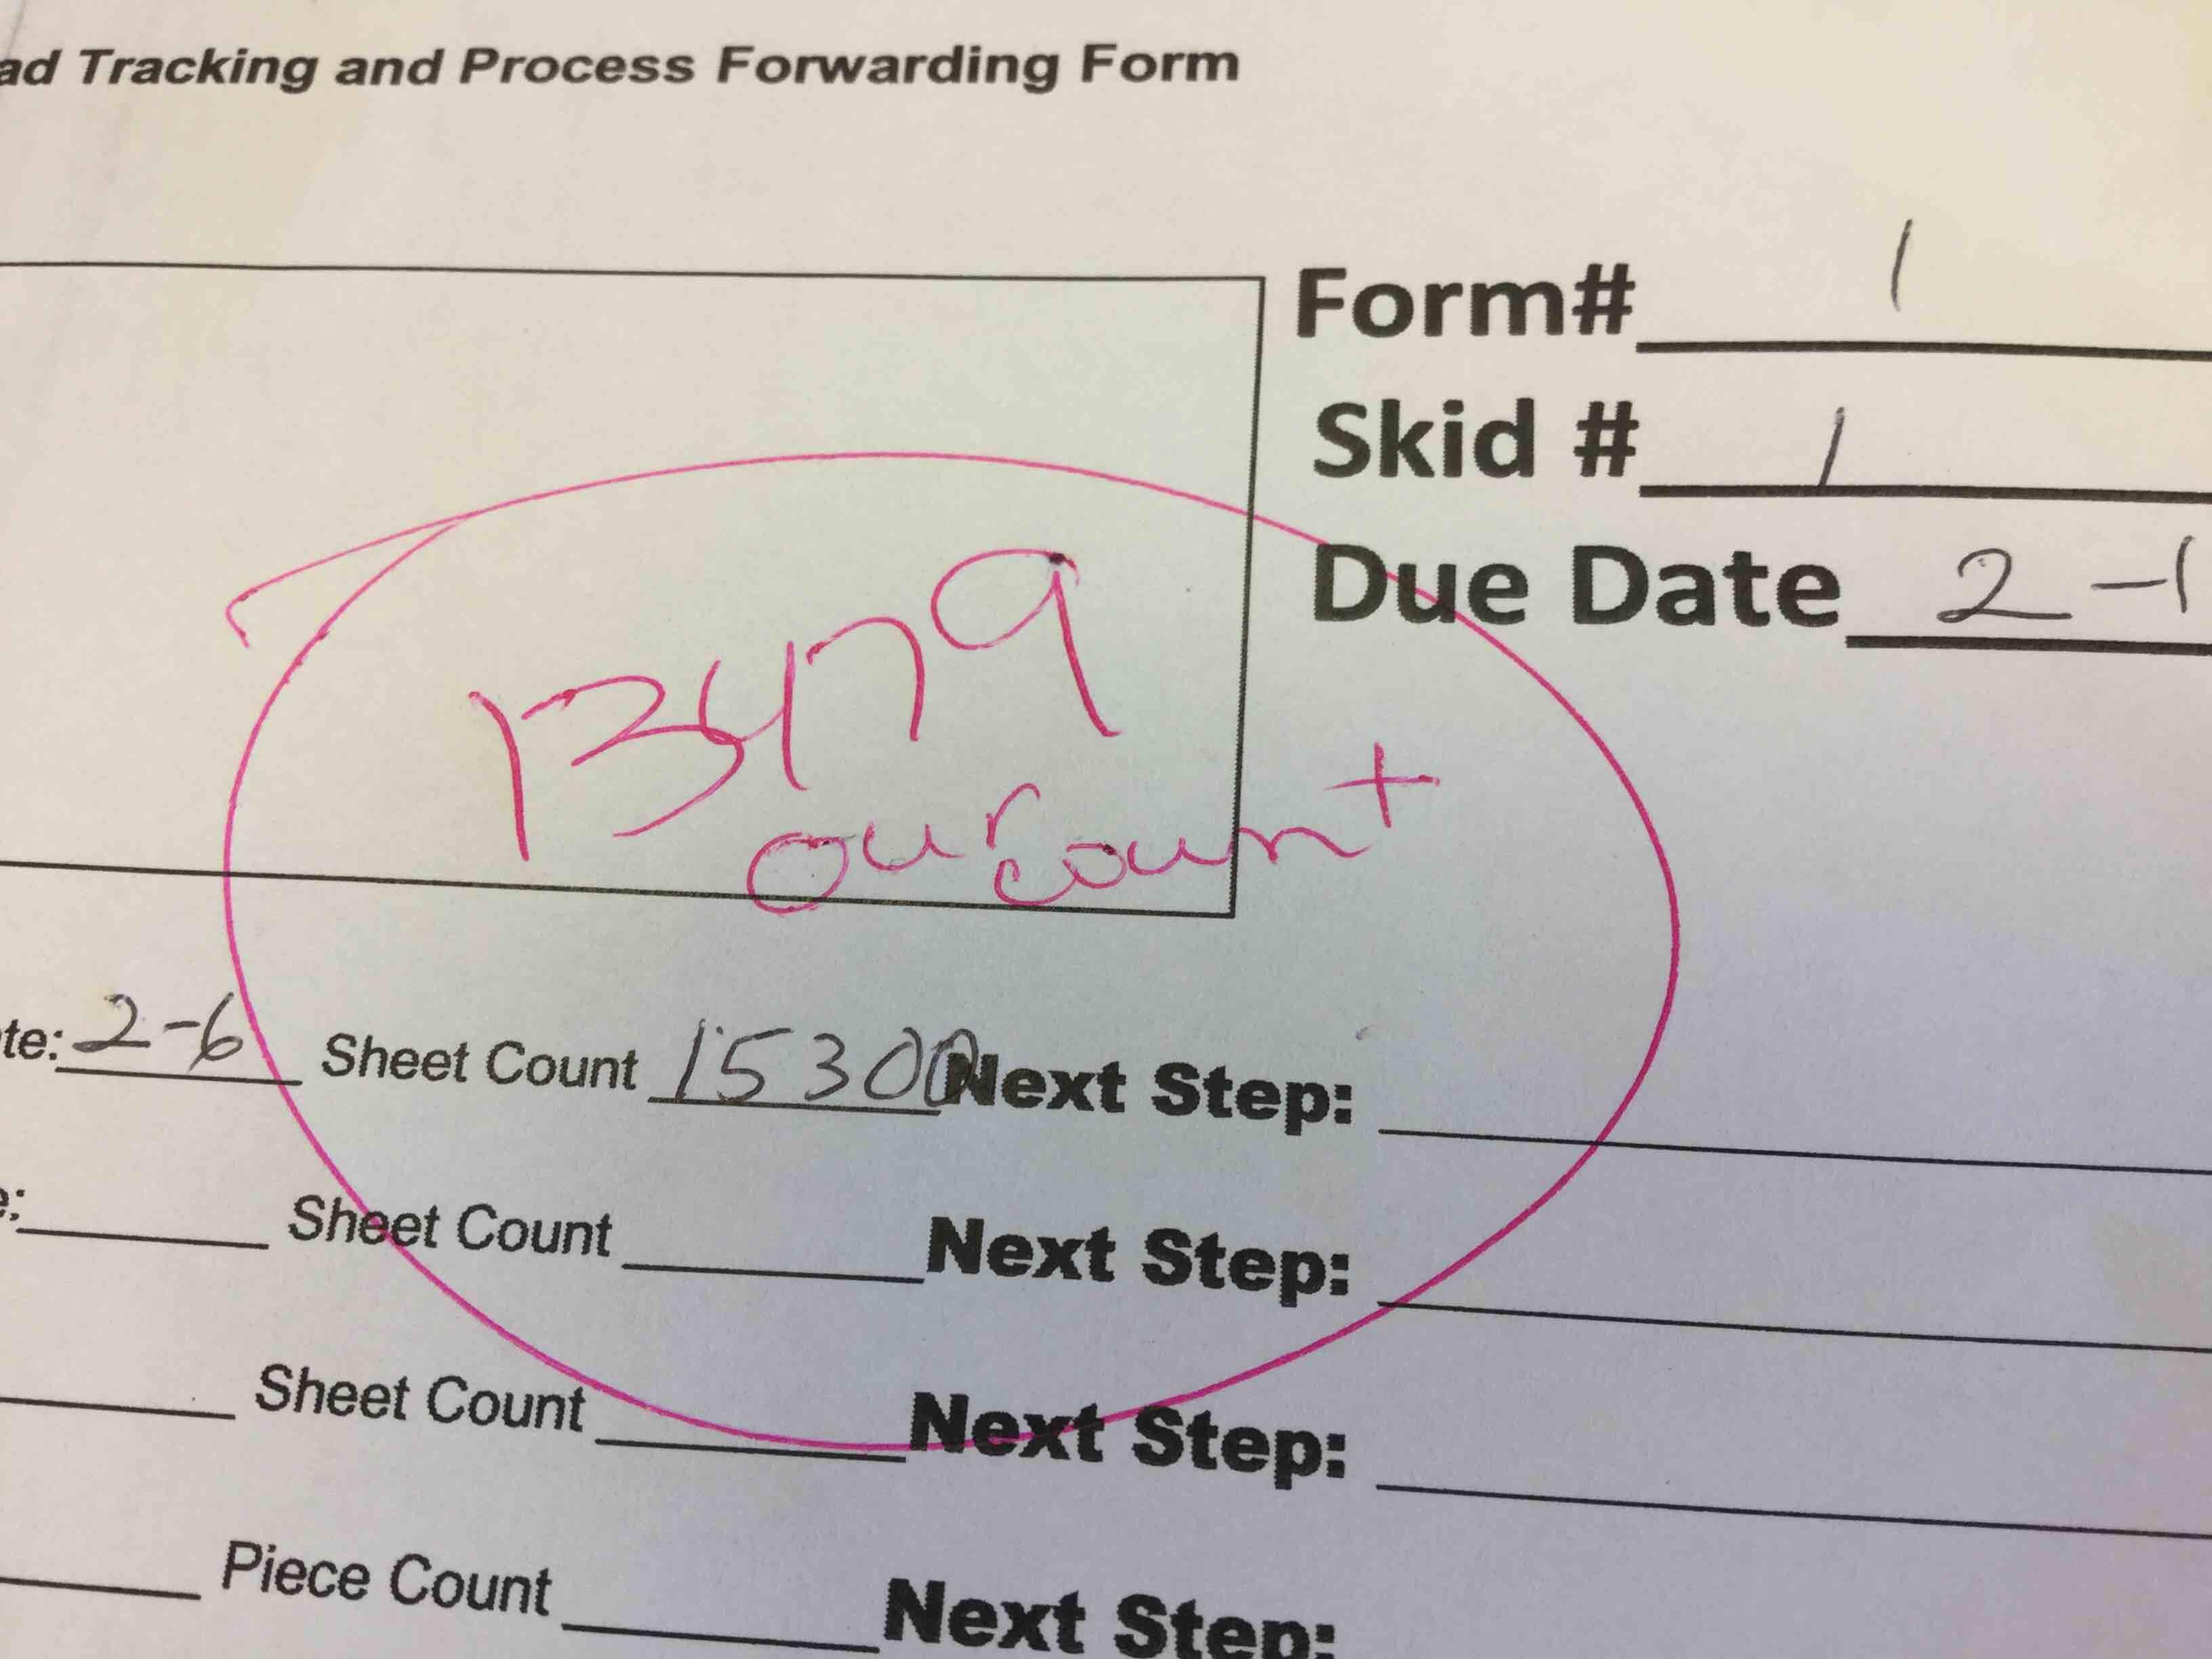 ad Tracking and Process Forwarding Form
Form# 1
Skid # 1
Due Date 2-1
13479
our count
te: 2-6 Sheet Count 15300 Next Step:
e: Sheet Count Next Step:
Sheet Count Next Step:
Piece Count Next Step: